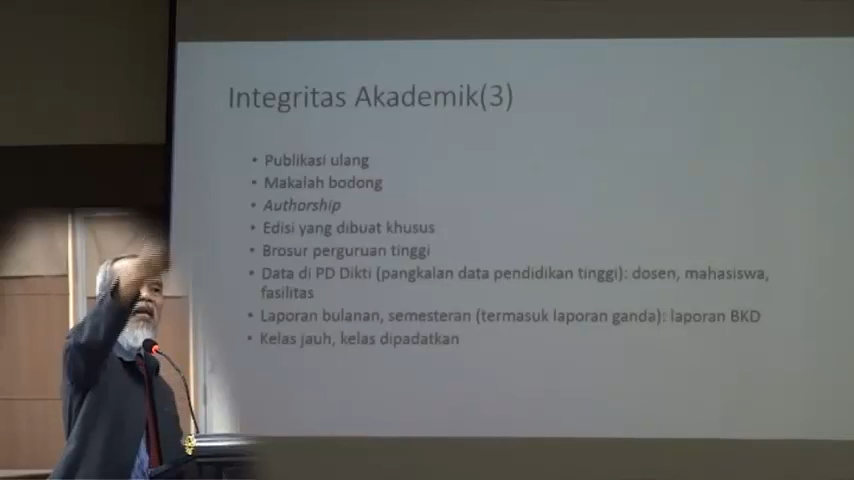 Integritas Akademik(3)
• Publikasi ulang
• Makalah bodong
• Authorship
• Edisi yang dibuat khusus
• Brosur perguruan tinggi
• Data di PD Dikti (pangkalan data pendidikan tinggi): dosen, mahasiswa,
fasilitas
• Laporan bulanan, semesteran (termasuk laporan ganda): laporan BKD
• Kelas jauh, kelas dipadatkan